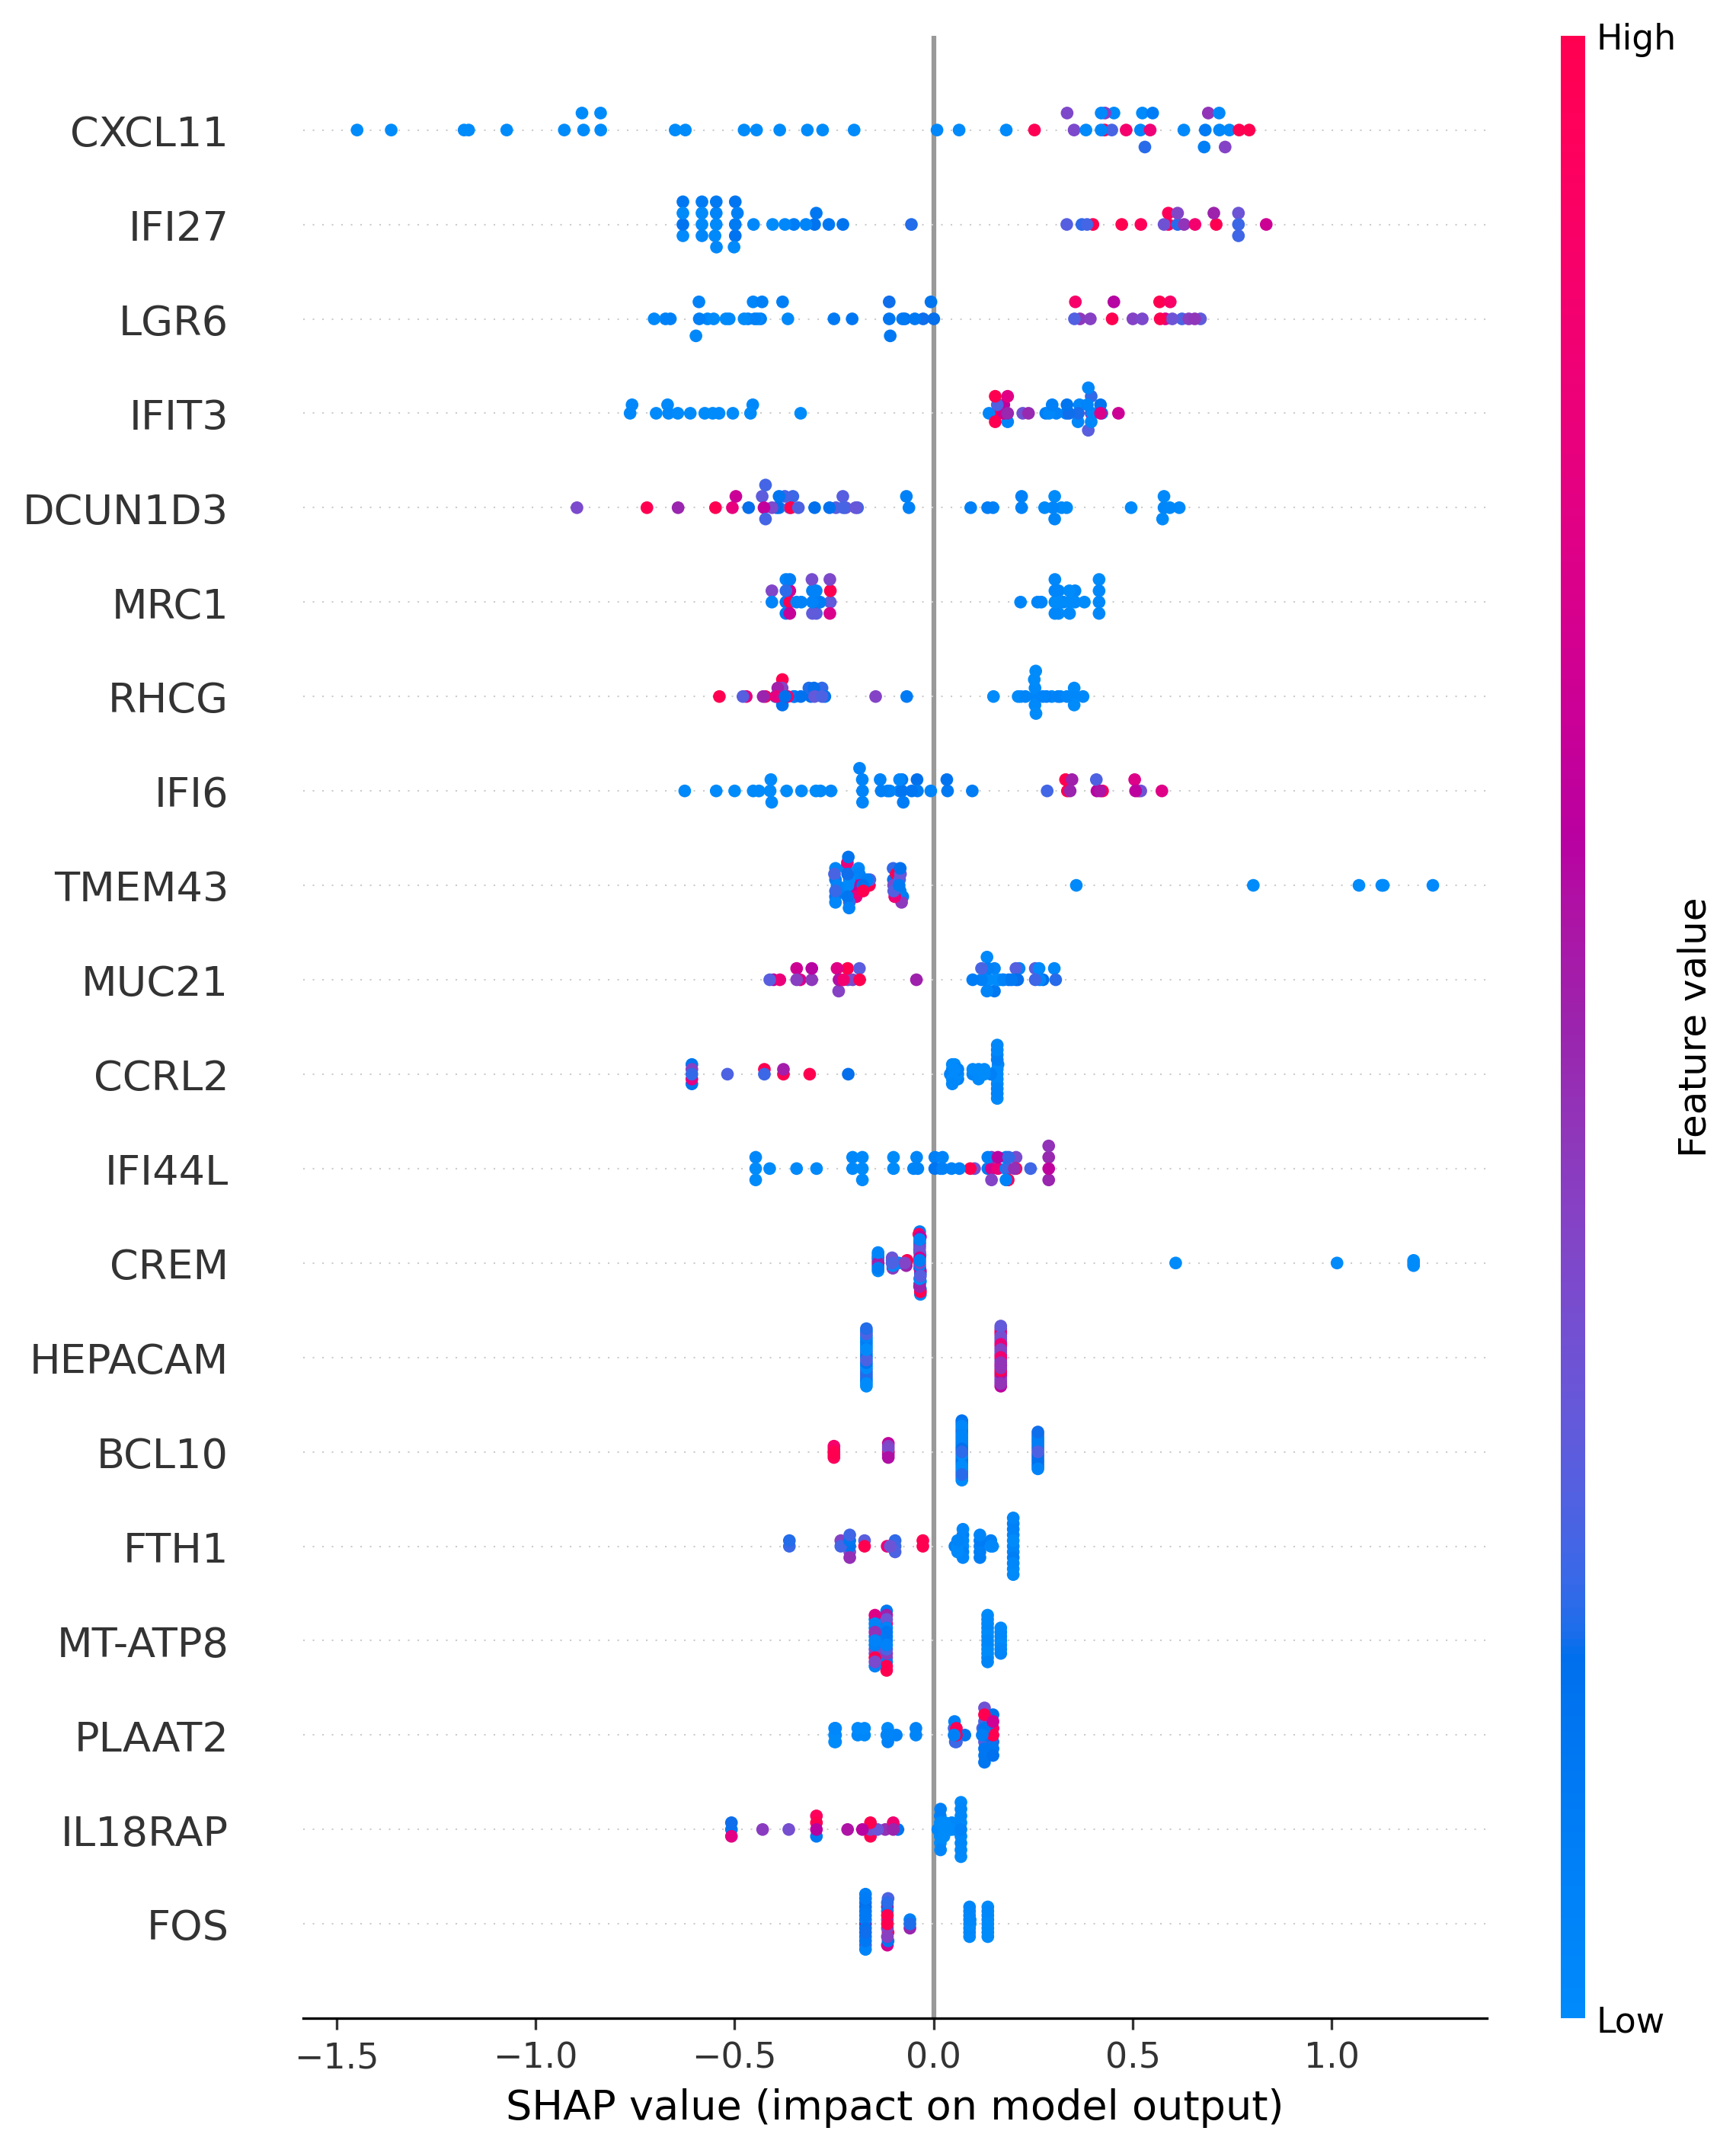 High
CXCL11
IFI27
LGR6
IFIT3
DCUN1D3
MRC1
RHCG
IFI6
TMEM43
MUC21
CCRL2
IFI44L
CREM
HEPACAM
BCL10
FTH1
MT-ATP8
PLAAT2
IL18RAP
FOS
Feature value
Low
−1.5 −1.0 −0.5 0.0 0.5 1.0
SHAP value (impact on model output)